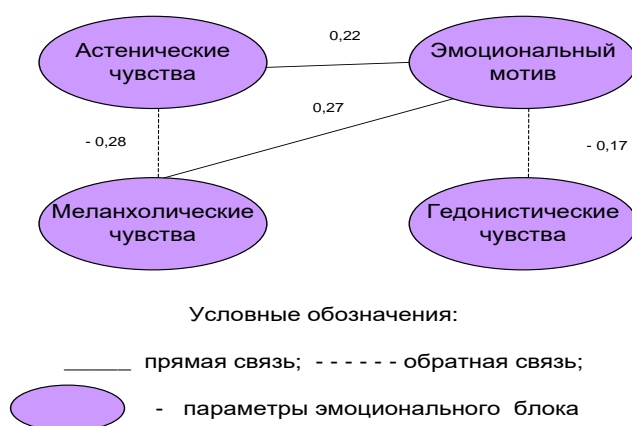 0,22
Астенические
чувства
Эмоциональный
мотив
0,27
- 0,28
- 0,17
Меланхолические
чувства
Гедонистические
чувства
Условные обозначения:
_____ прямая связь; - - - - - - обратная связь;
- параметры эмоционального блока